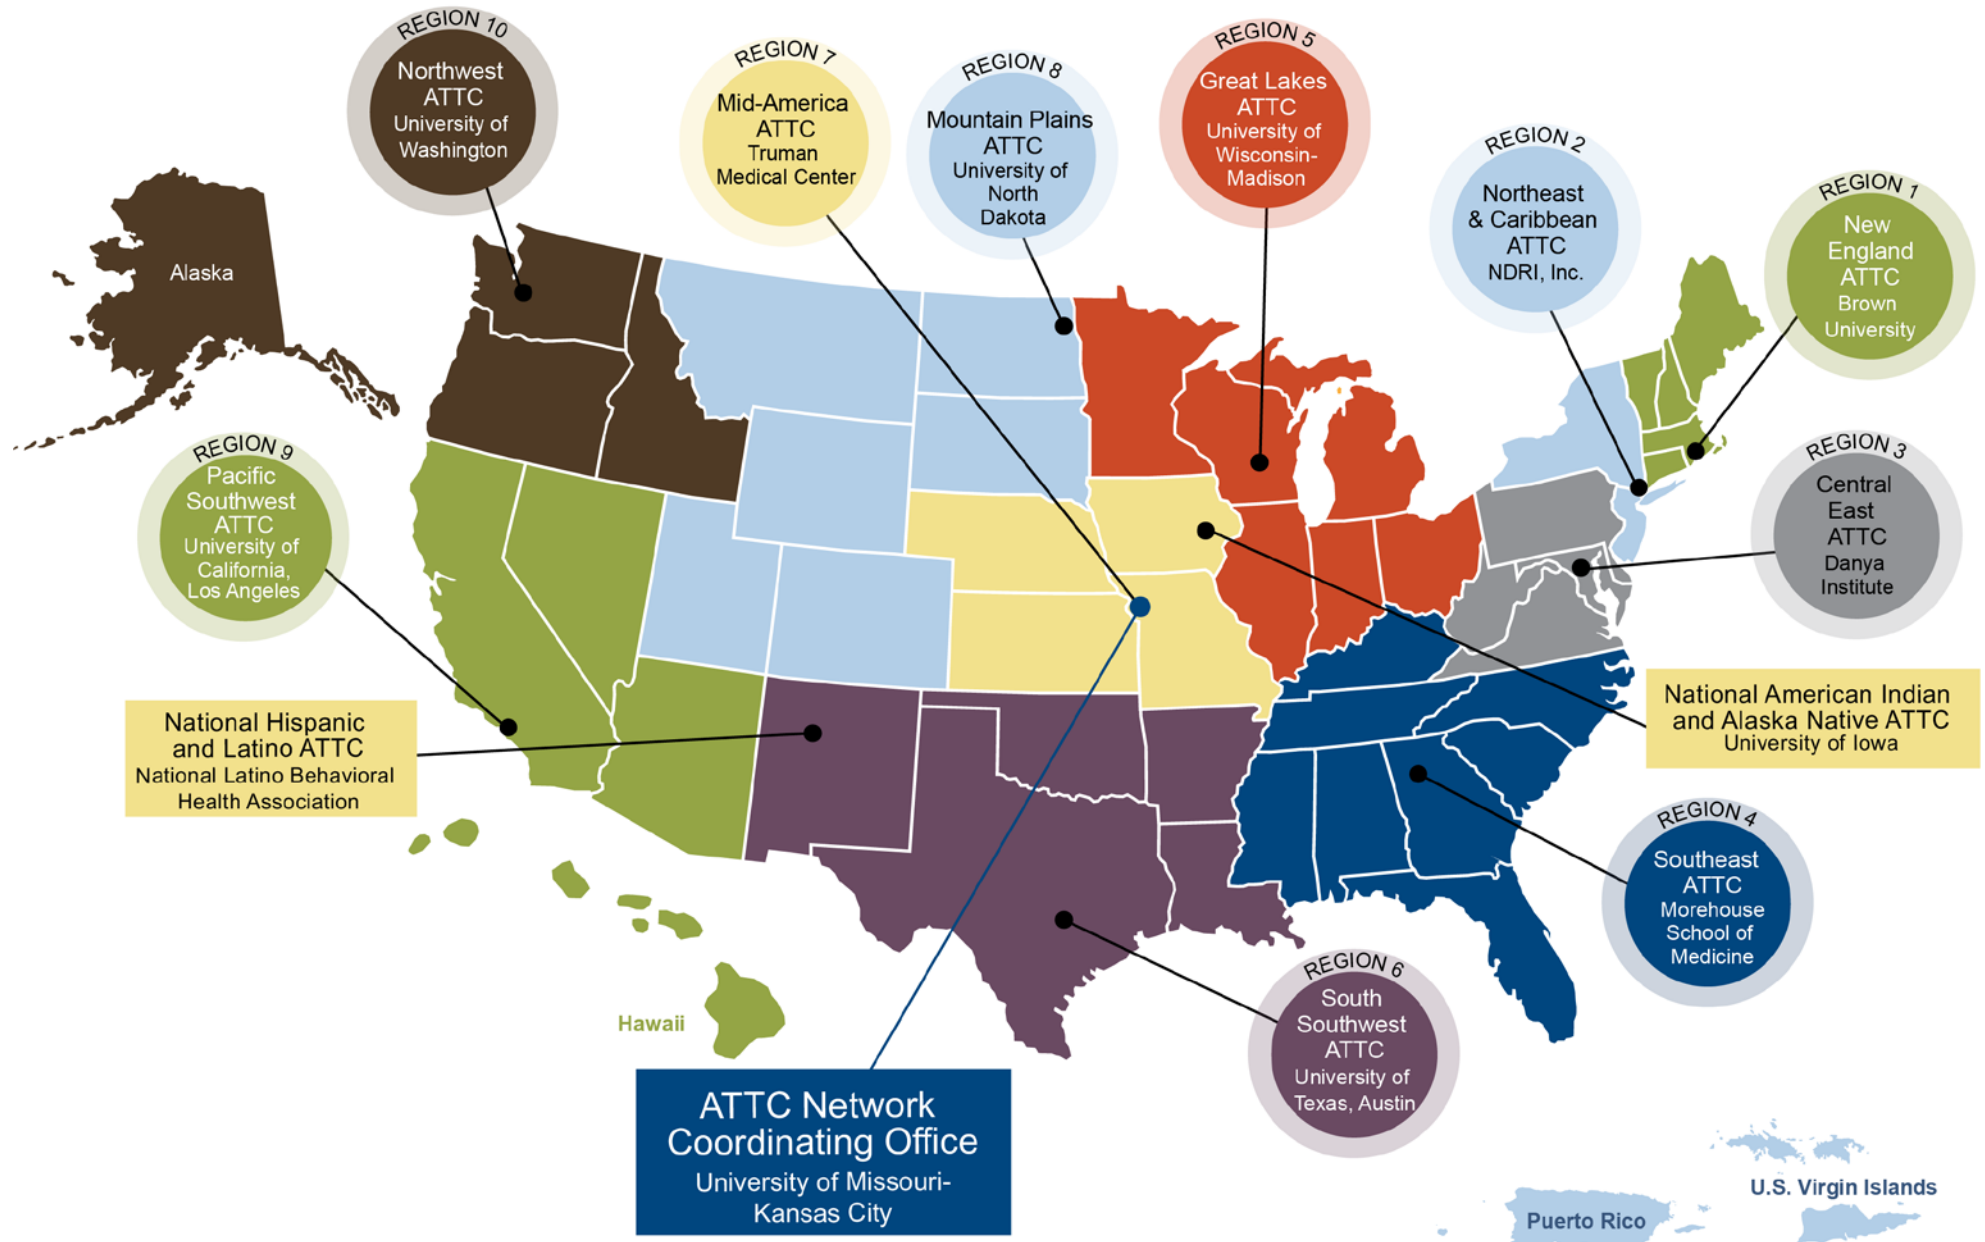 REGION 10
Northwest
ATTC
University of
Washington
REGION 7
Mid-America
ATTC
Truman
Medical Center
REGION 8
Mountain Plains
ATTC
University of
North
Dakota
REGION 5
Great Lakes
ATTC
University of
Wisconsin-
Madison
REGION 2
Northeast
& Caribbean
ATTC
NDRI, Inc.
REGION 1
New
England
ATTC
Brown
University
Alaska
REGION 9
Pacific
Southwest
ATTC
University of
California,
Los Angeles
REGION 3
Central
East
ATTC
Danya
Institute
National Hispanic
and Latino ATTC
National Latino Behavioral
Health Association
National American Indian
and Alaska Native ATTC
University of Iowa
REGION 4
Southeast
ATTC
Morehouse
School of
Medicine
REGION 6
South
Southwest
ATTC
University of
Texas, Austin
Hawaii
ATTC Network
Coordinating Office
University of Missouri-
Kansas City
U.S. Virgin Islands
Puerto Rico